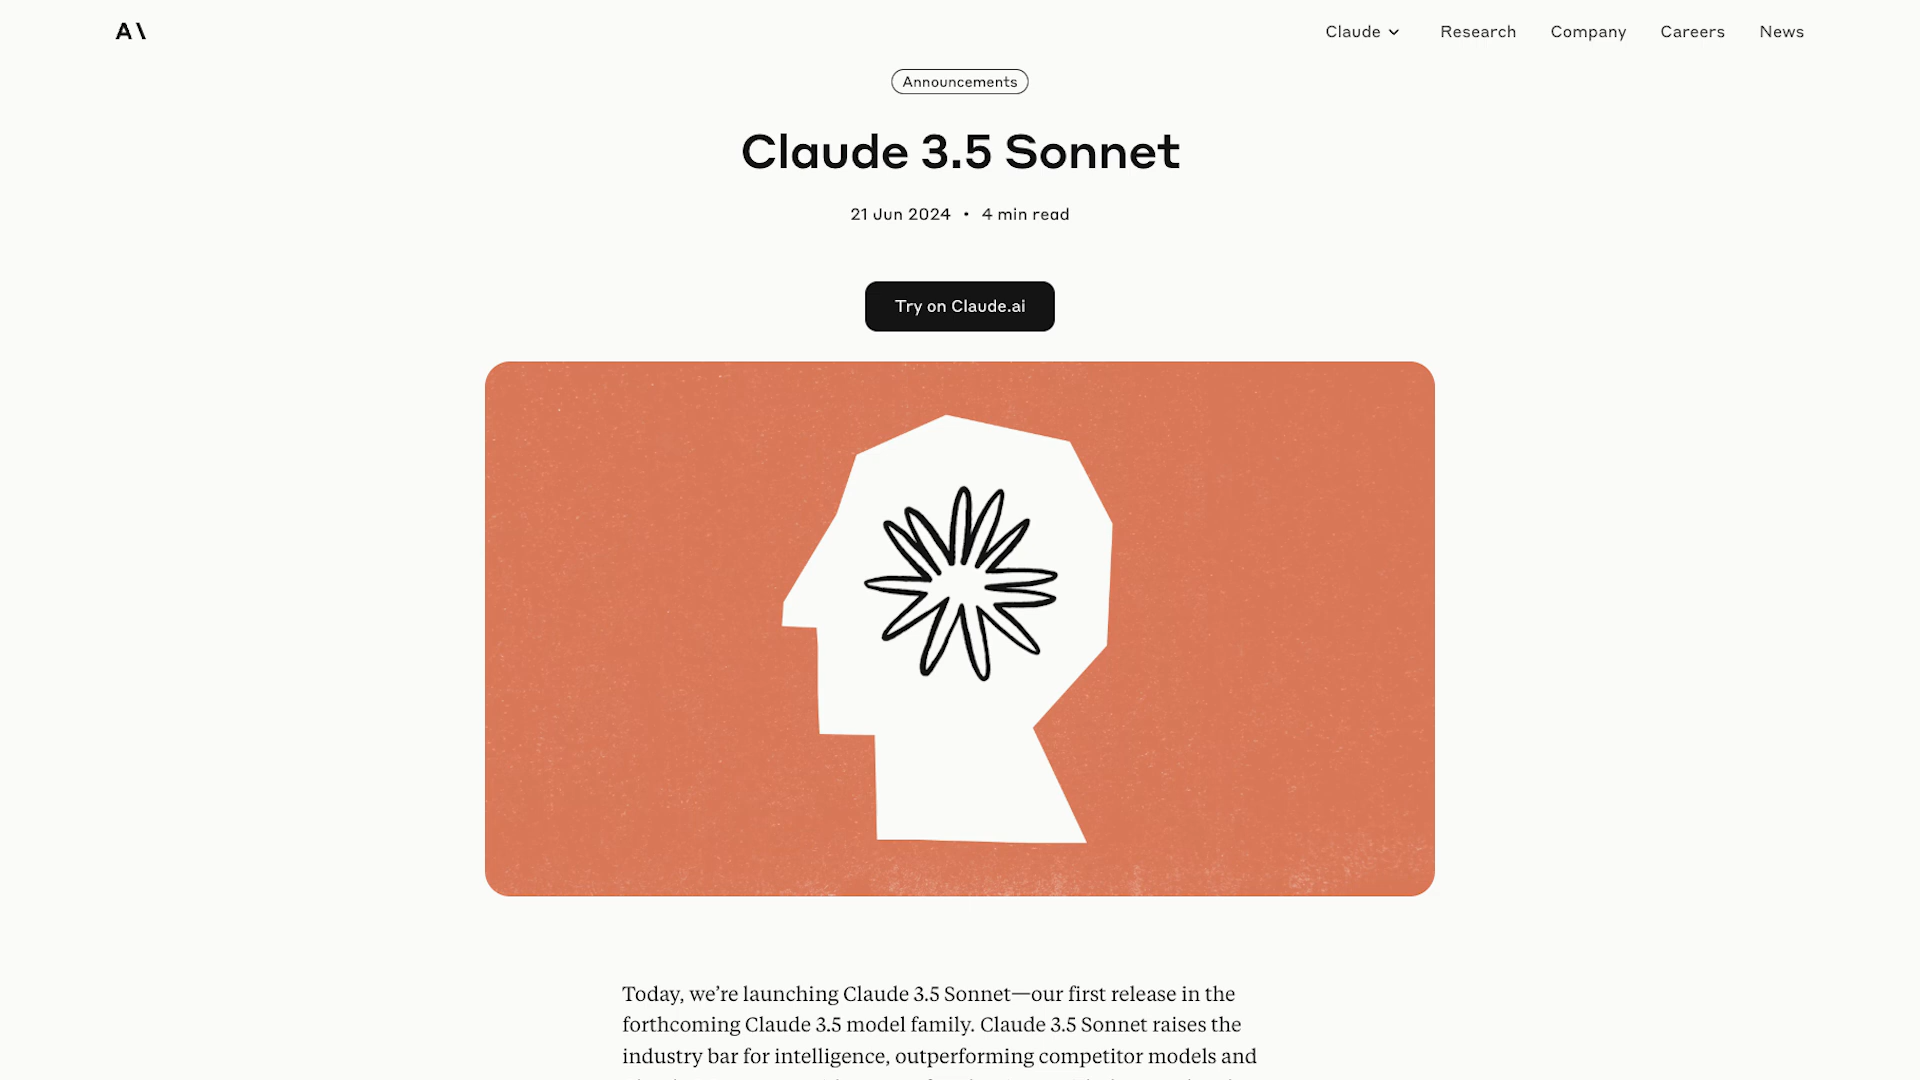 A\
Claude
Research
Company
Careers
News
Announcements
Claude 3.5 Sonnet
21 Jun 2024 • 4 min read
Try on Claude.ai
Today, we’re launching Claude 3.5 Sonnet—our first release in the
forthcoming Claude 3.5 model family. Claude 3.5 Sonnet raises the
industry bar for intelligence, outperforming competitor models and